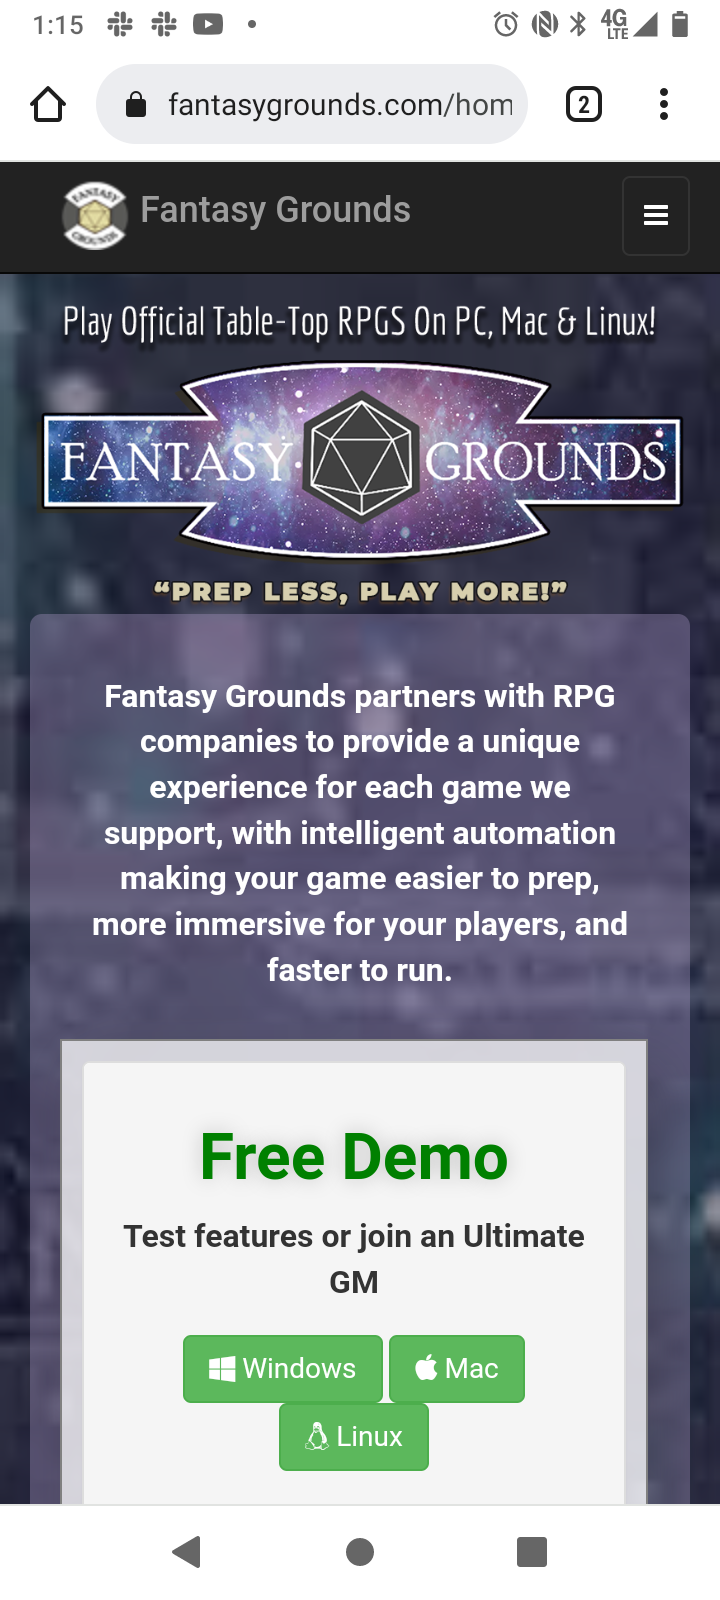 1:15
4G
LTE
fantasygrounds.com/hom
2
FANTASY
GROUNDS
Fantasy Grounds
Play Official Table-Top RPGS On PC, Mac & Linux!
FANTASY GROUNDS
“PREP LESS, PLAY MORE!”
Fantasy Grounds partners with RPG
companies to provide a unique
experience for each game we
support, with intelligent automation
making your game easier to prep,
more immersive for your players, and
faster to run.
Free Demo
Test features or join an Ultimate
GM
Windows
Mac
Linux